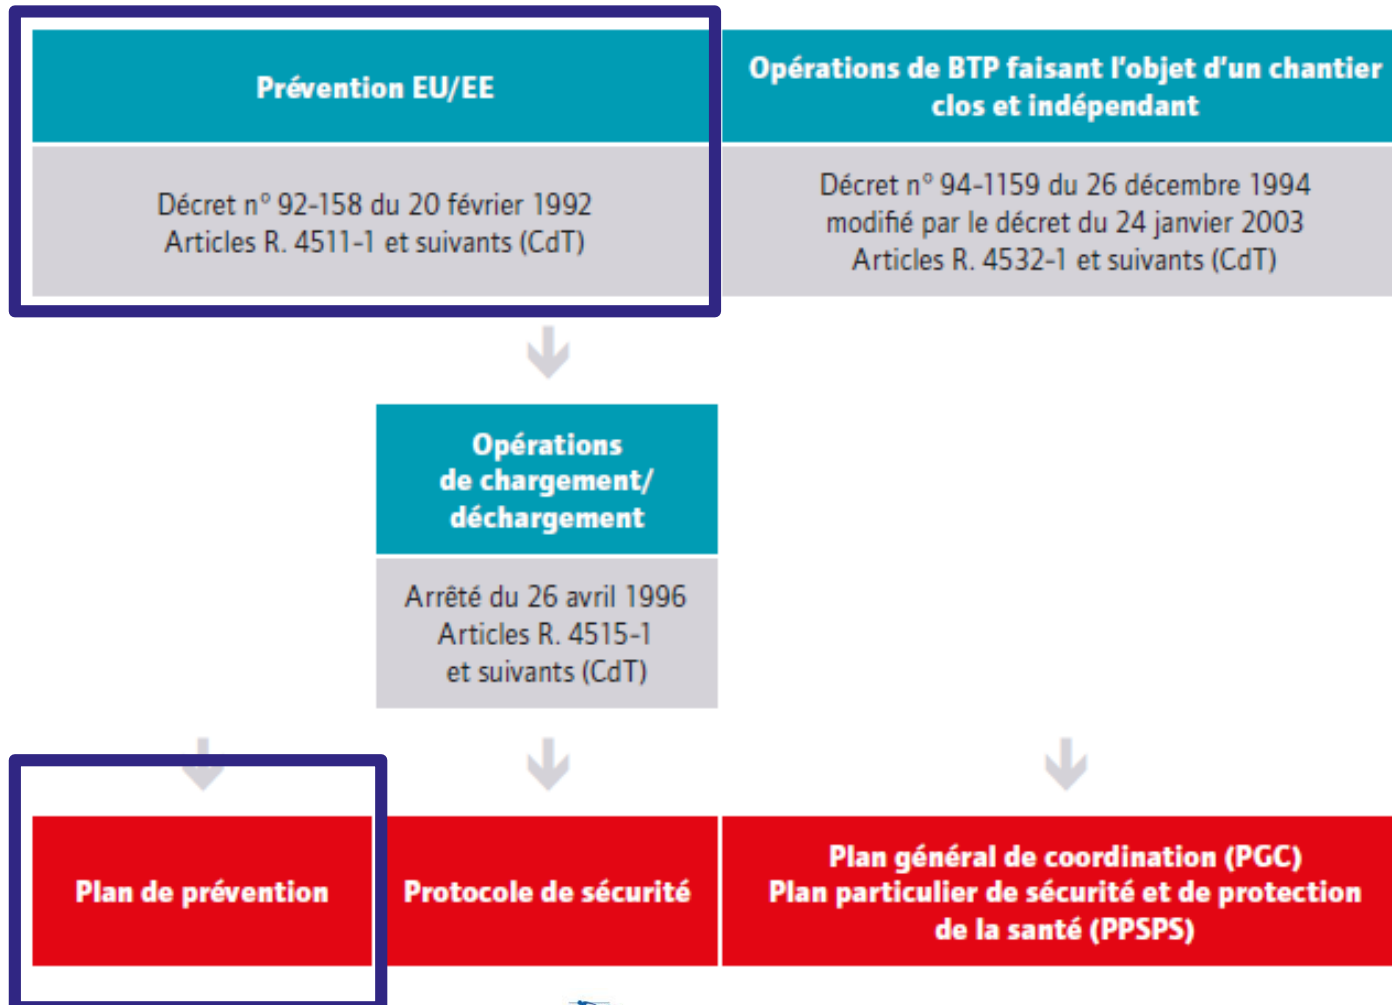 Prévention EU/EE
Décret n° 92-158 du 20 février 1992
Articles R. 4511-1 et suivants (CdT)
Opérations de BTP faisant l'objet d'un chantier
clos et indépendant
Décret n° 94-1159 du 26 décembre 1994
modifié par le décret du 24 janvier 2003
Articles R. 4532-1 et suivants (CdT)
Opérations
de chargement/
déchargement
Arrêté du 26 avril 1996
Articles R. 4515-1
et suivants (CdT)
Plan de prévention
Protocole de sécurité
Plan général de coordination (PGC)
Plan particulier de sécurité et de protection
de la santé (PPSPS)